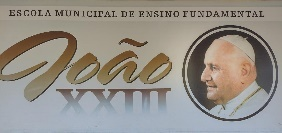 ESCOLA MUNICIPAL DE ENSINO FUNDAMENTAL
João
XXIII